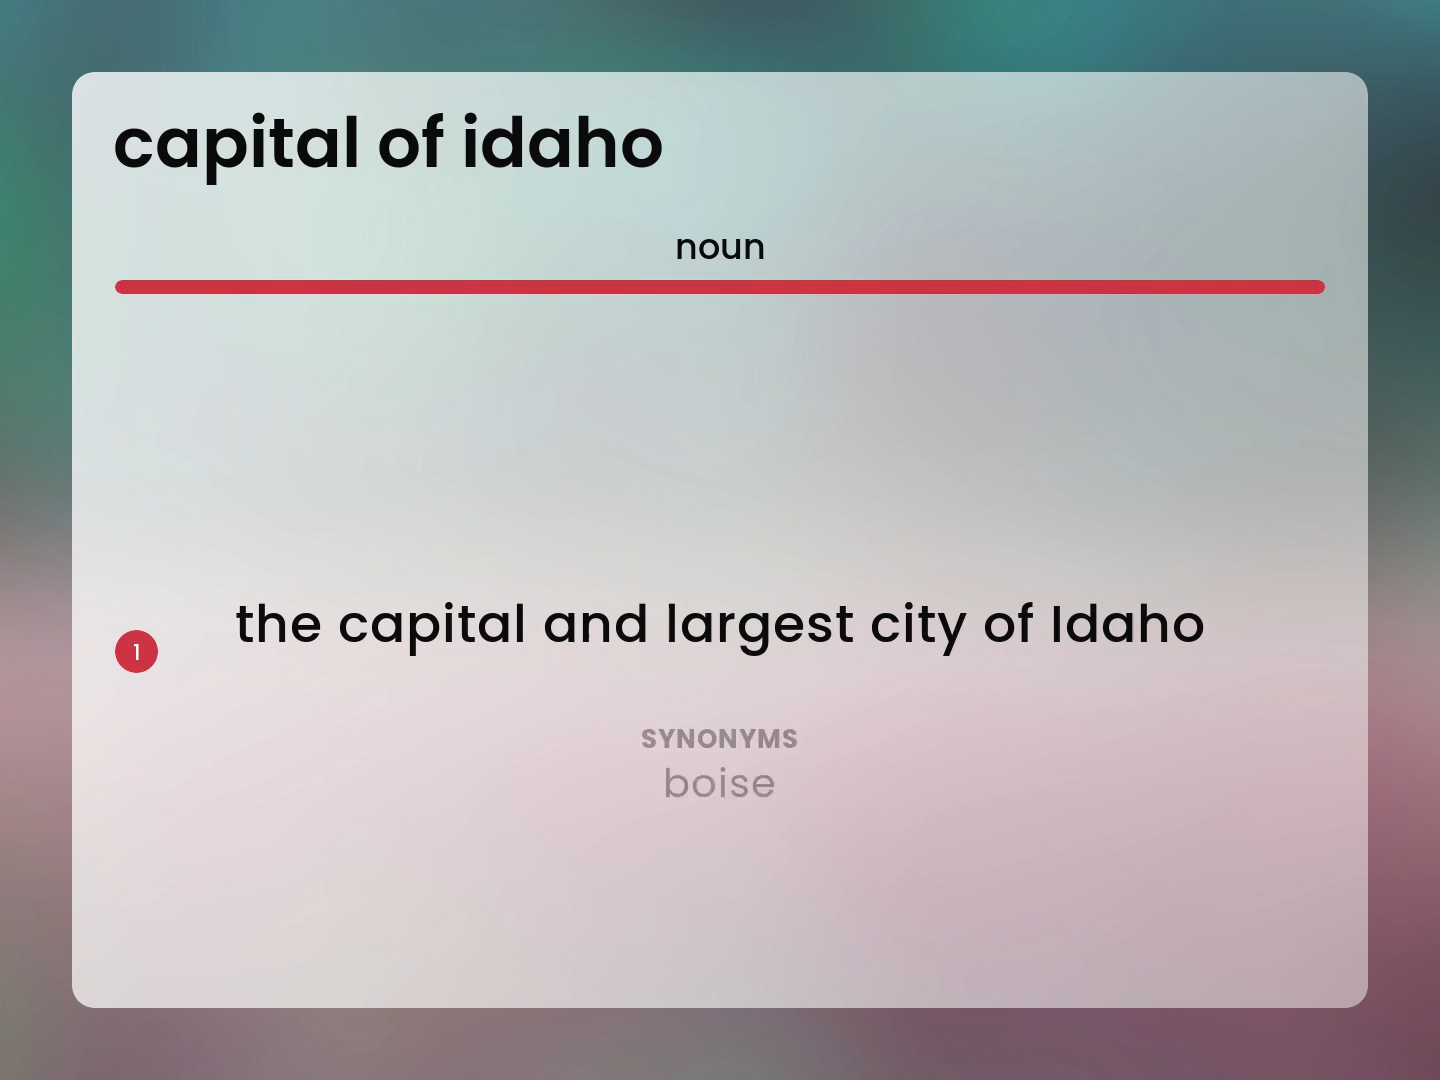 capital of idaho
noun
1
the capital and largest city of Idaho
SYNONYMS
boise